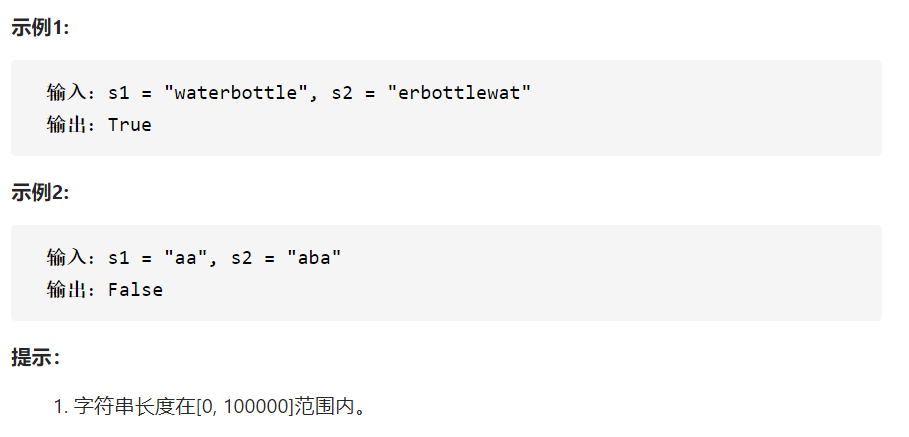 示例1:
输入：s1 = "waterbottle", s2 = "erbottlewat"
输出：True
示例2:
输入：s1 = "aa", s2 = "aba"
输出：False
提示：
1. 字符串长度在[0, 100000]范围内。